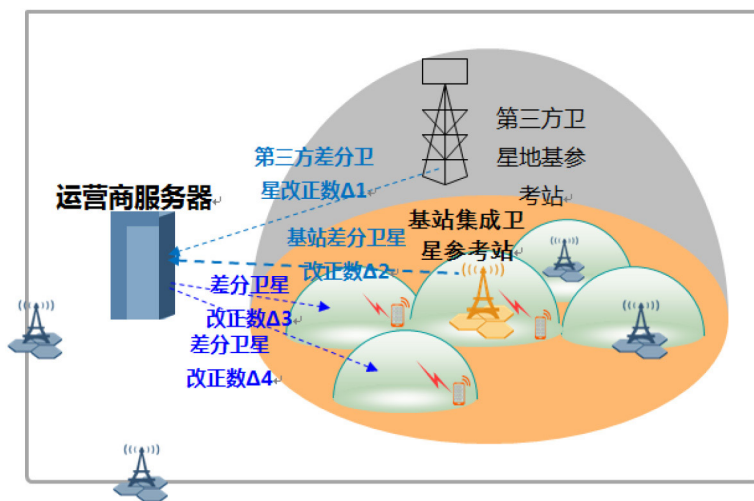 第三方卫
星地基参
考站
第三方差分卫
星改正数Δ1
运营商服务器
基站集成卫
星参考站
基站差分卫星
改正数Δ2
差分卫星
改正数Δ3
差分卫星
改正数Δ4